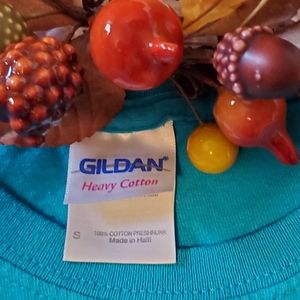 GILDAN®
Heavy Cotton
S
100% COTTON PRESHRUNK
Made in Haiti